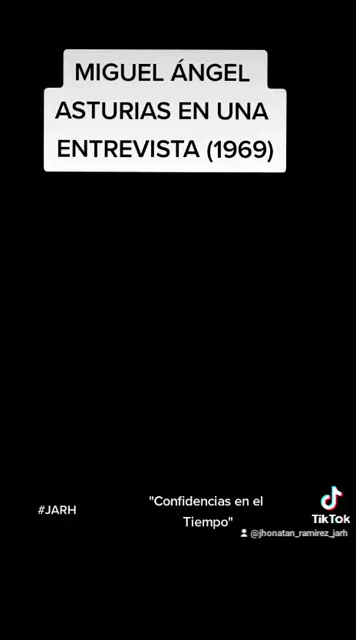 MIGUEL ÁNGEL
ASTURIAS EN UNA
ENTREVISTA (1969)
"Confidencias en el
Tiempo"
#JARH
TikTok
@jhonatan_ramirez_jarh